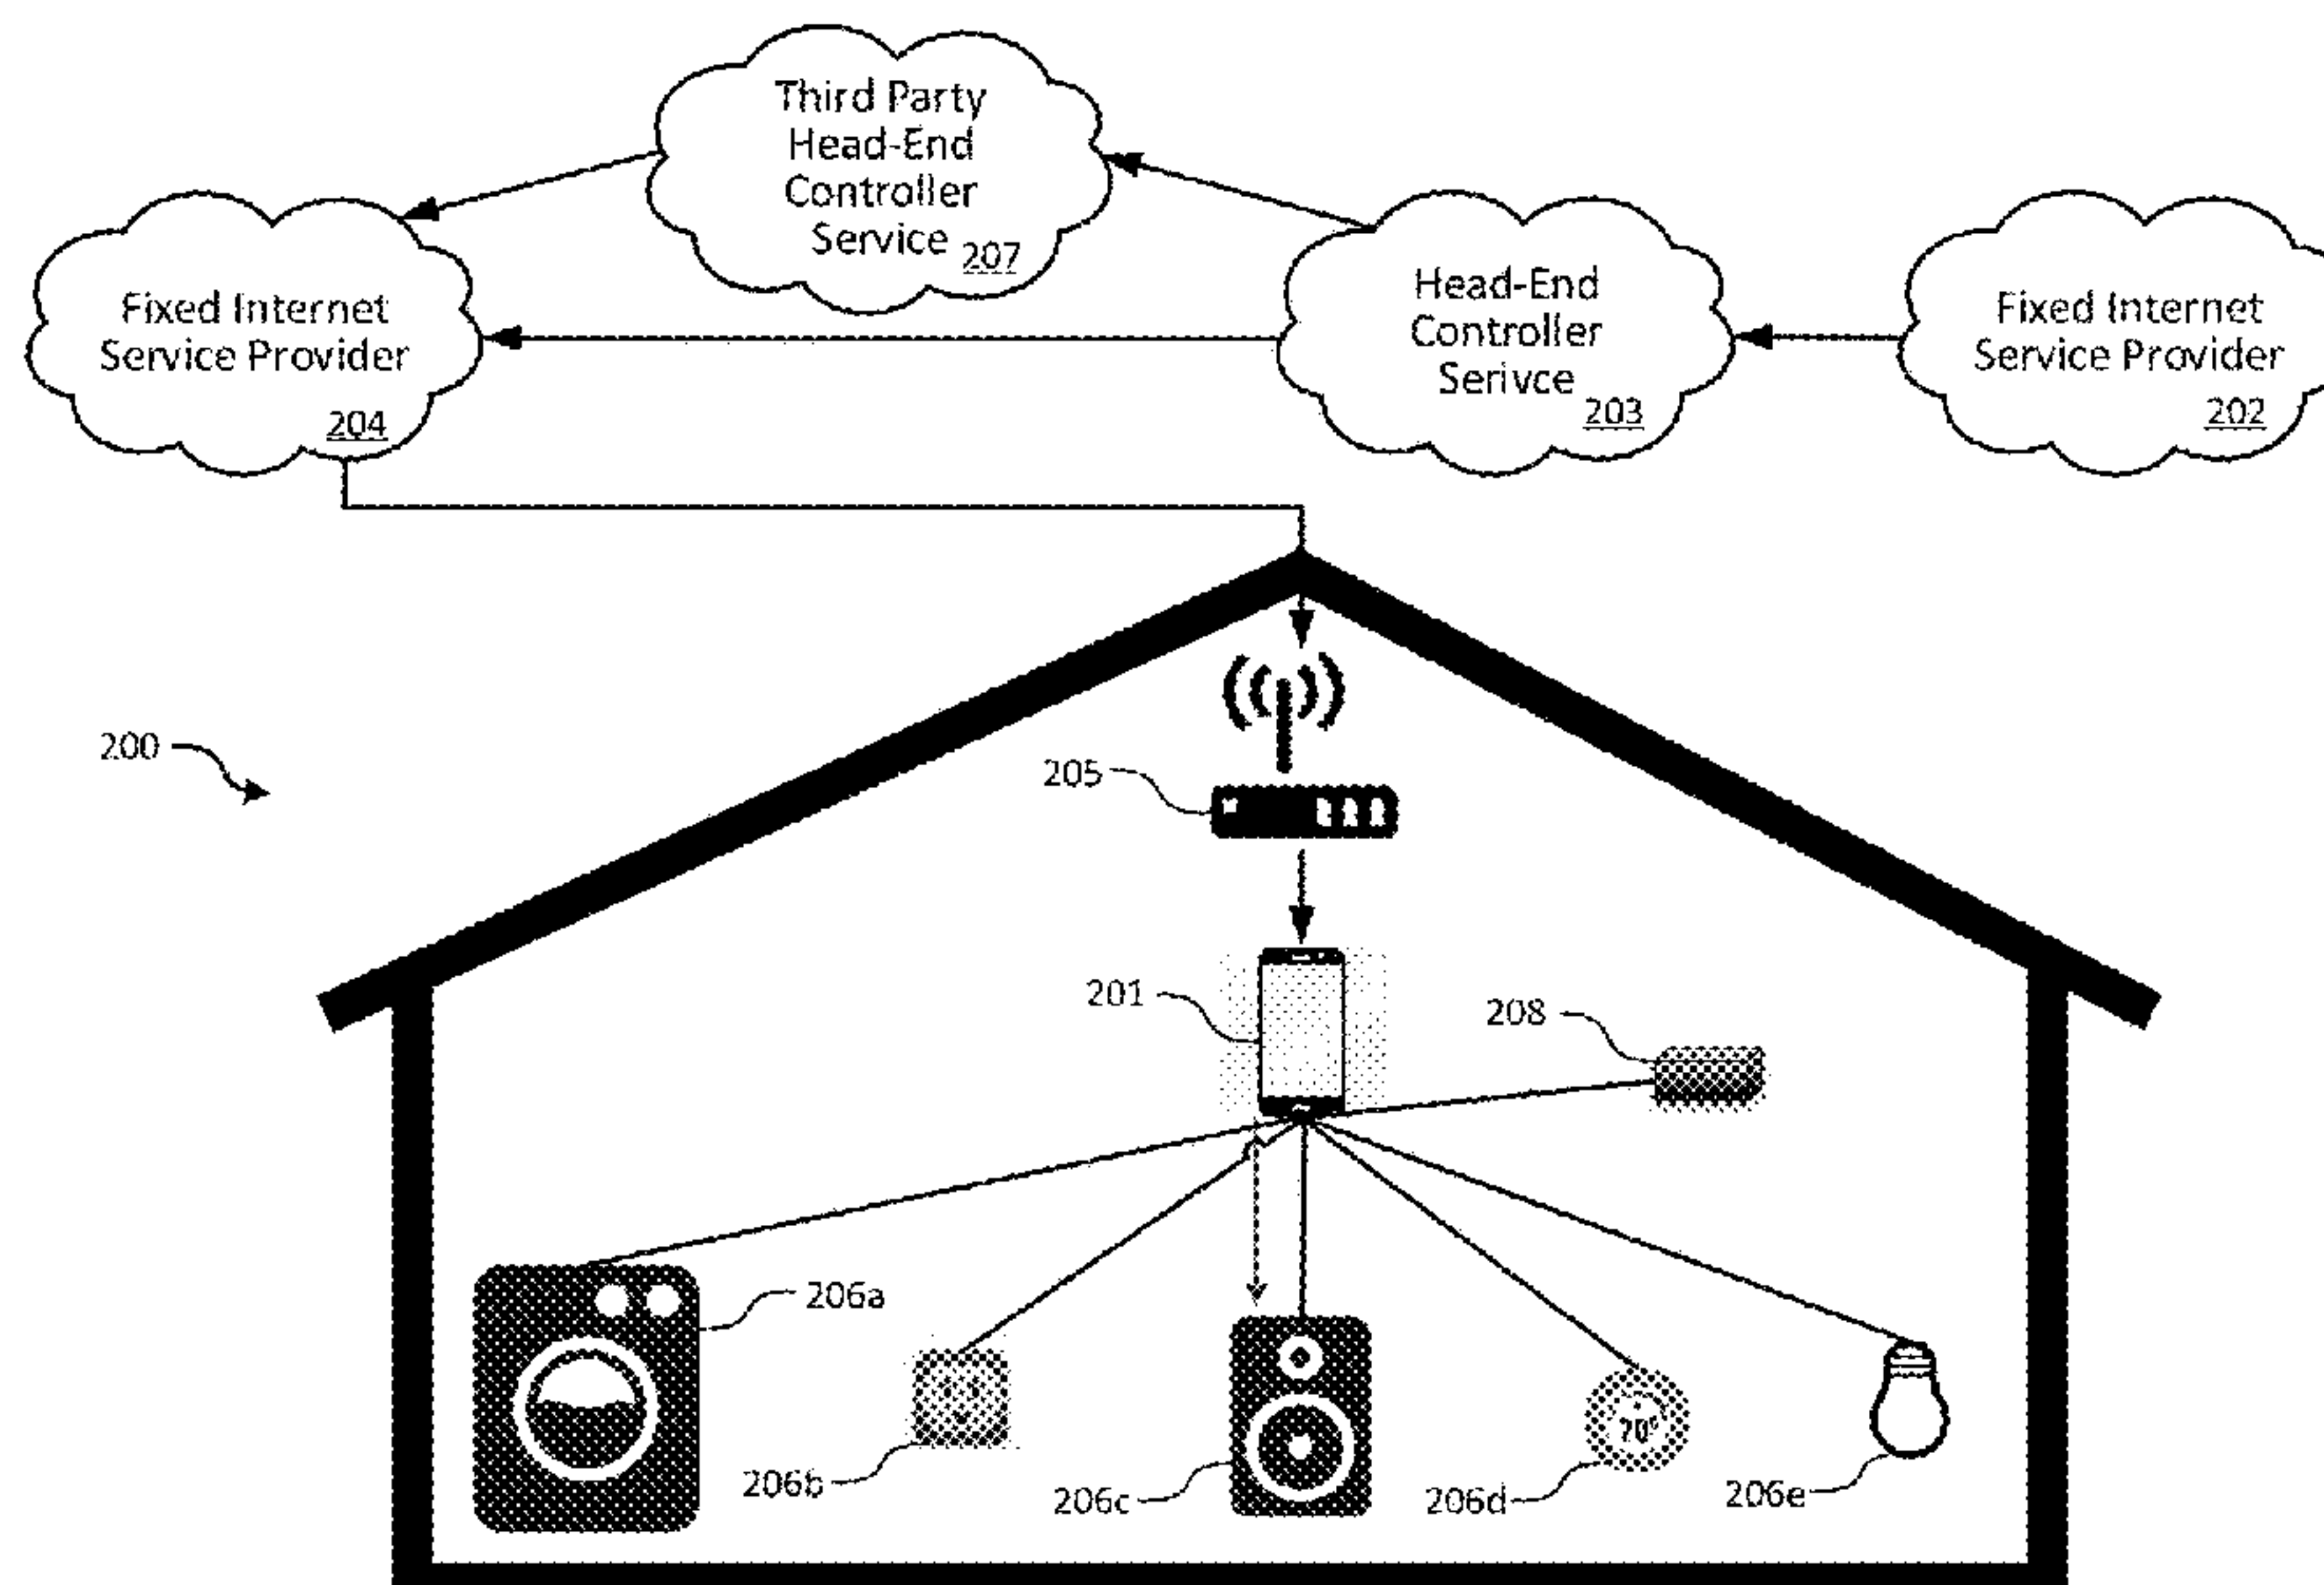 Third Party
Head-End
Controller
Service 207
Fixed Internet
Service Provider
204
Head-End
Controller
Serivce
203
Fixed Internet
Service Provider
202
200
205
201
208
206a
206b
206c
206d
206e
70°